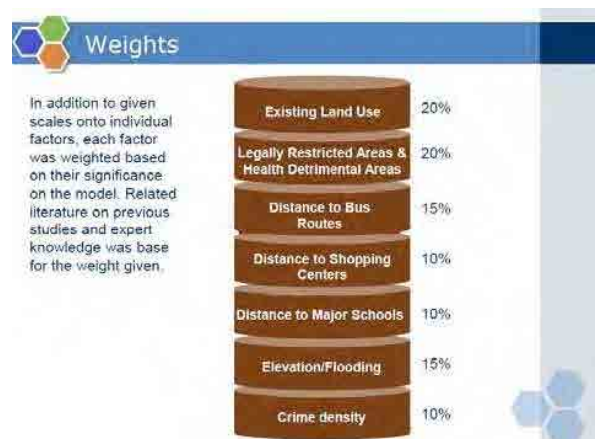 Weights
In addition to given
scales onto individual
factors, each factor
was weighted based
on their significance
on the model. Related
literature on previous
studies and expert
knowledge was base
for the weight given.
Existing Land Use
20%
Legally Restricted Areas &
Health Detrimental Areas
20%
Distance to Bus
Routes
15%
Distance to Shopping
Centers
10%
Distance to Major Schools
10%
Elevation/Flooding
15%
Crime density
10%